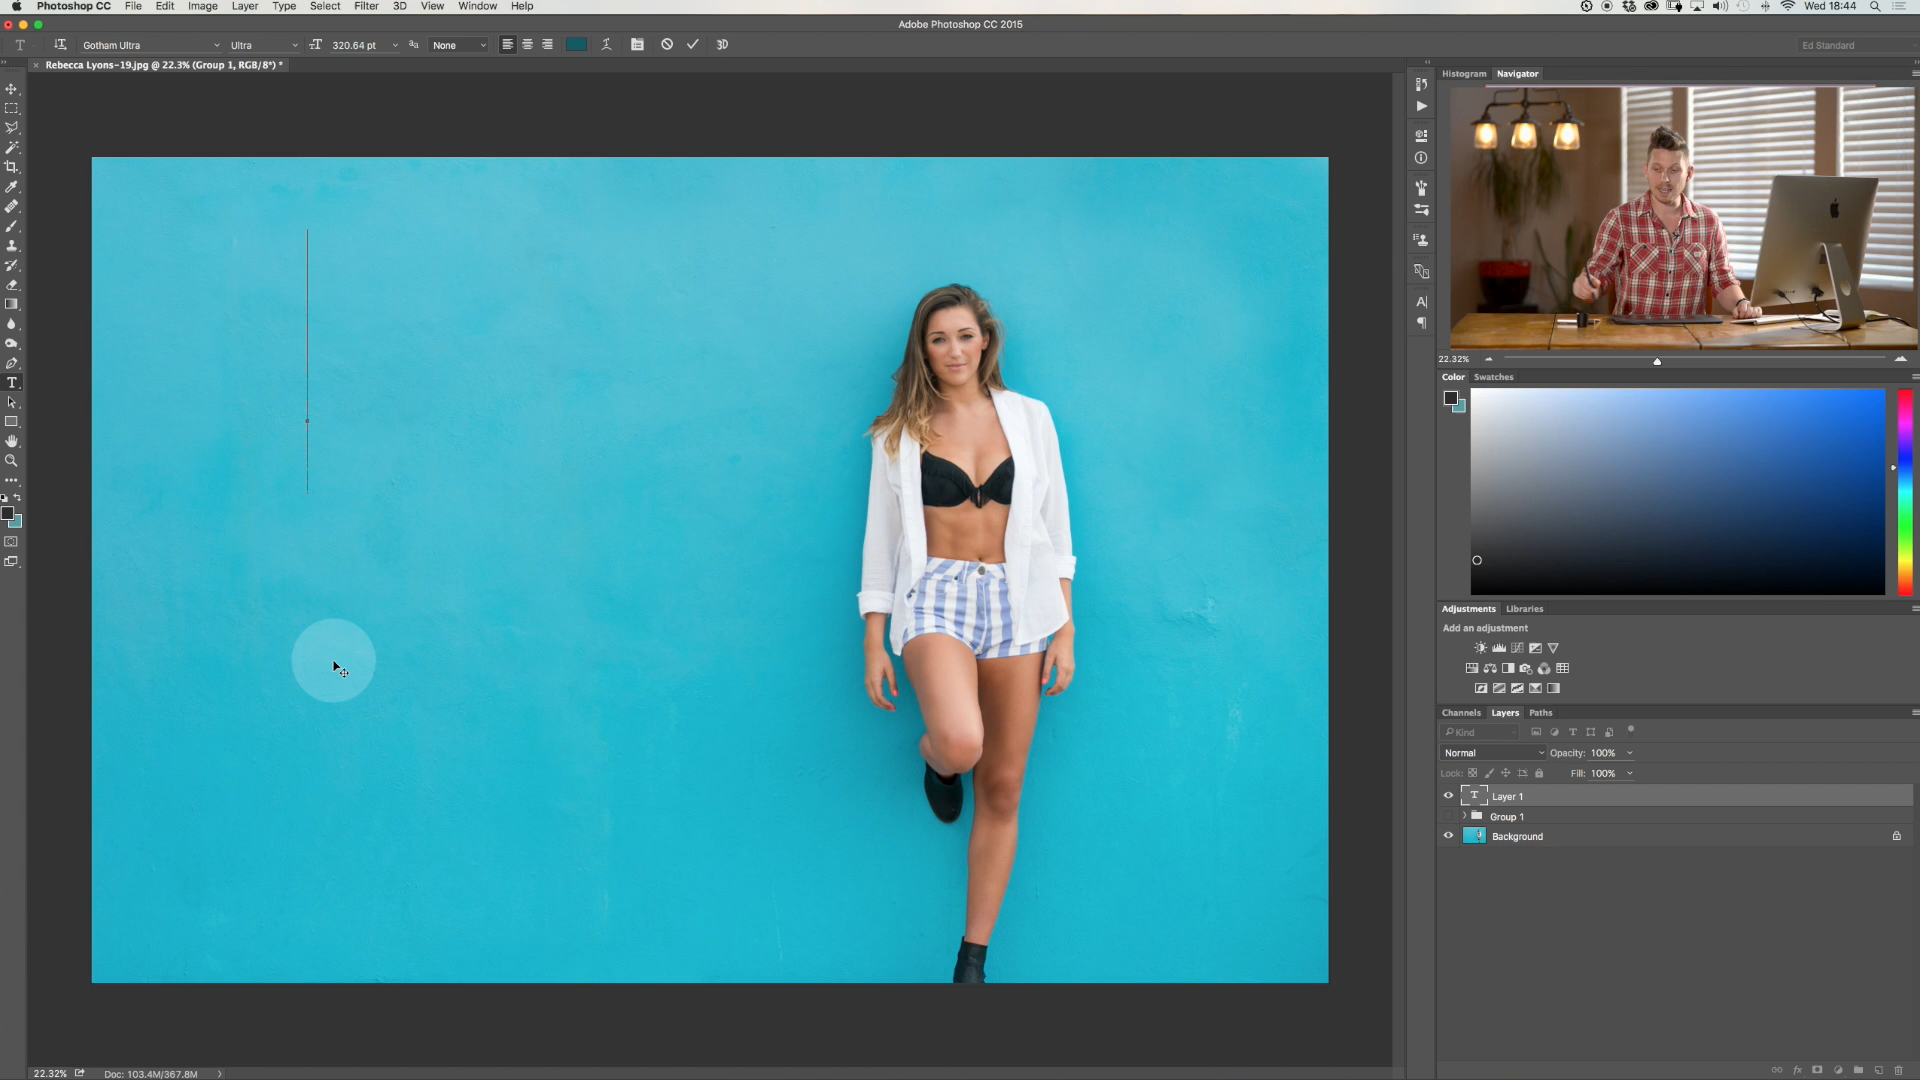 Photoshop CC File Edit Image Layer Type Select Filter 3D View Window Help Wed 18:44
Adobe Photoshop CC 2015
Gotham Ultra Ultra 320.64 pt None 3D Ed Standard
Rebecca Lyons-19.jpg @ 22.3% (Group 1, RGB/8*) *
Histogram Navigator
22.32%
Color Swatches
Adjustments Libraries
Add an adjustment
Channels Layers Paths
Kind
Normal Opacity: 100%
Lock: Fill: 100%
Layer 1
Group 1
Background
22.32% Doc: 103.4M/367.8M